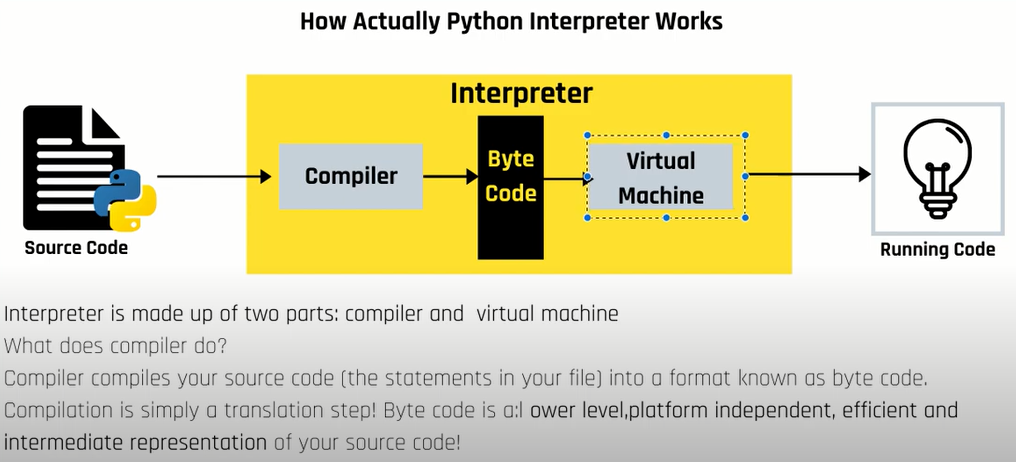 How Actually Python Interpreter Works
Interpreter
Compiler
Byte
Code
Virtual
Machine
Source Code
Running Code
Interpreter is made up of two parts: compiler and  virtual machine
What does compiler do?
Compiler compiles your source code (the statements in your file) into a format known as byte code.
Compilation is simply a translation step! Byte code is a:l ower level,platform independent, efficient and
intermediate representation of your source code!